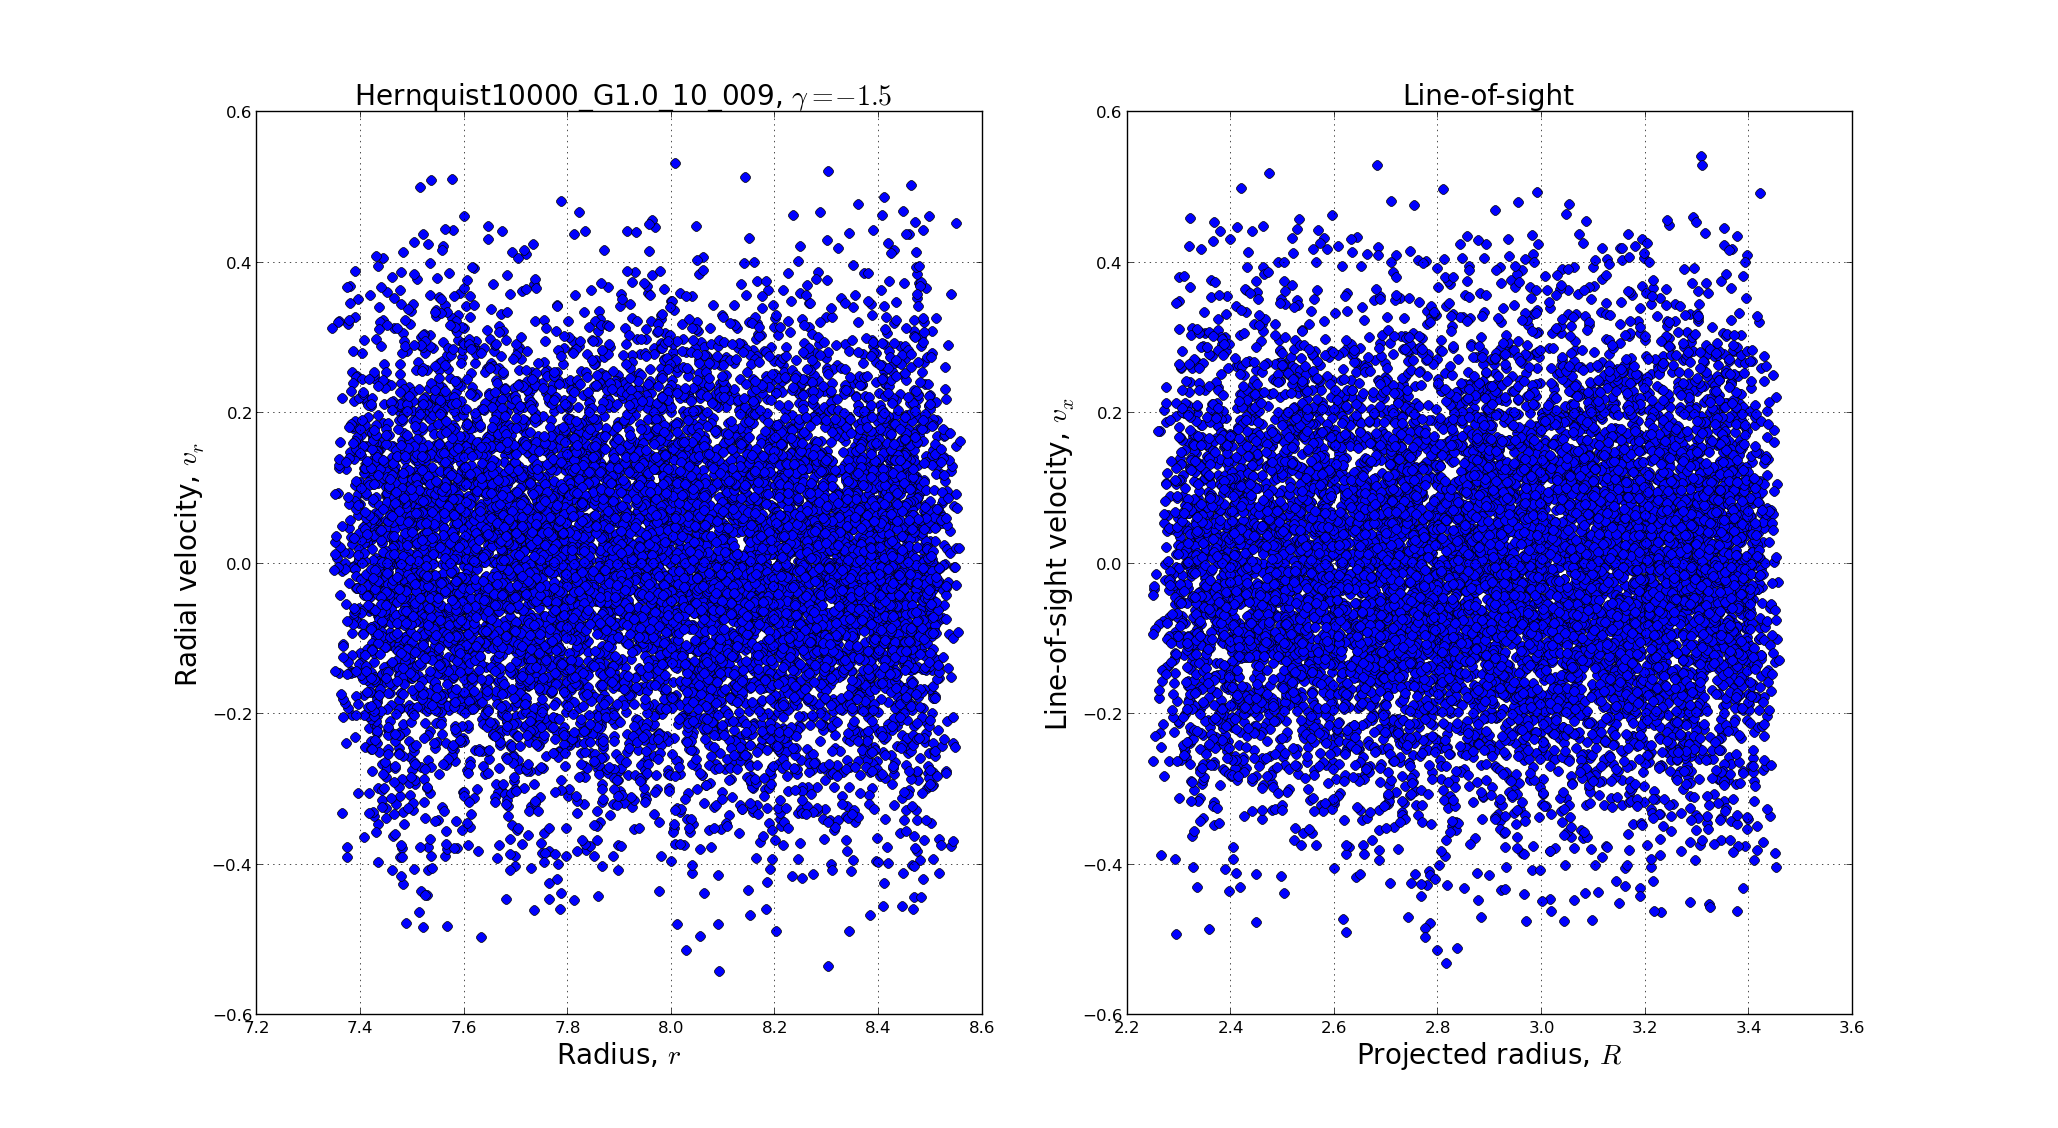 Hernquist10000_G1.0_10_009, γ=−1.5
Line-of-sight
0.6
0.4
0.2
0.0
−0.2
−0.4
−0.6
Radial velocity, v_r
7.2 7.4 7.6 7.8 8.0 8.2 8.4 8.6
Radius, r
0.6
0.4
0.2
0.0
−0.2
−0.4
−0.6
Line-of-sight velocity, v_x
2.2 2.4 2.6 2.8 3.0 3.2 3.4 3.6
Projected radius, R